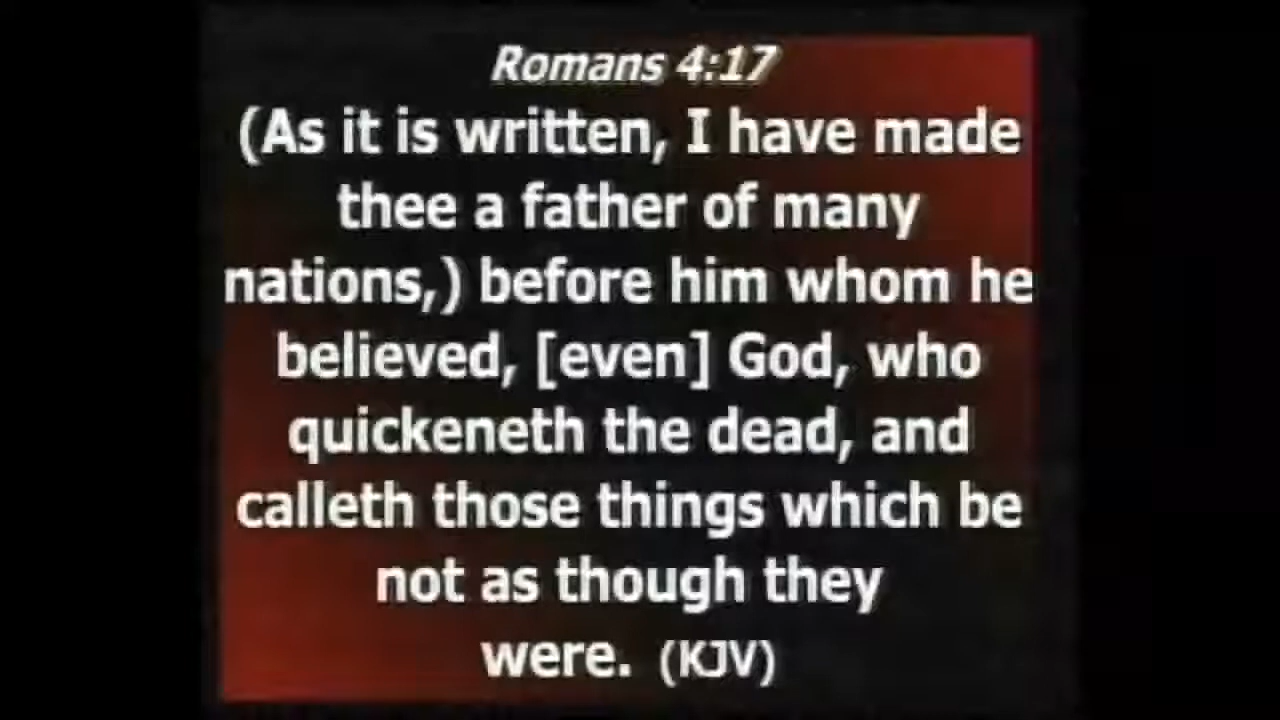 Romans 4:17
(As it is written, I have made
thee a father of many
nations,) before him whom he
believed, [even] God, who
quickeneth the dead, and
calleth those things which be
not as though they
were. (KJV)